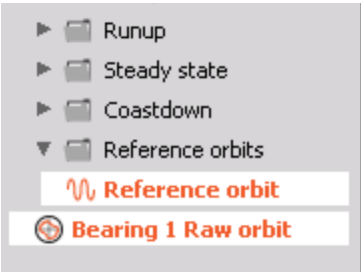 Runup
Steady state
Coastdown
Reference orbits
Reference orbit
Bearing 1 Raw orbit